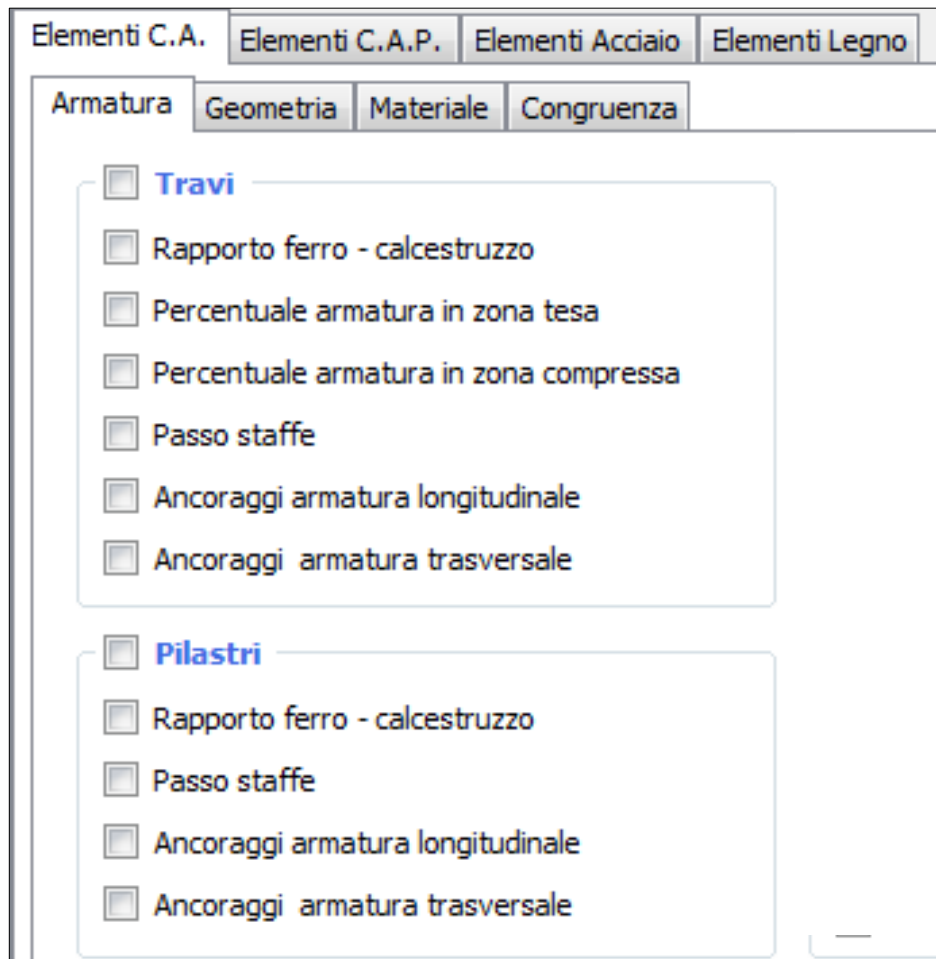 Elementi C.A. Elementi C.A.P. Elementi Acciaio Elementi Legno
Armatura Geometria Materiale Congruenza
Travi
Rapporto ferro - calcestruzzo
Percentuale armatura in zona tesa
Percentuale armatura in zona compressa
Passo staffe
Ancoraggi armatura longitudinale
Ancoraggi  armatura trasversale
Pilastri
Rapporto ferro - calcestruzzo
Passo staffe
Ancoraggi armatura longitudinale
Ancoraggi  armatura trasversale